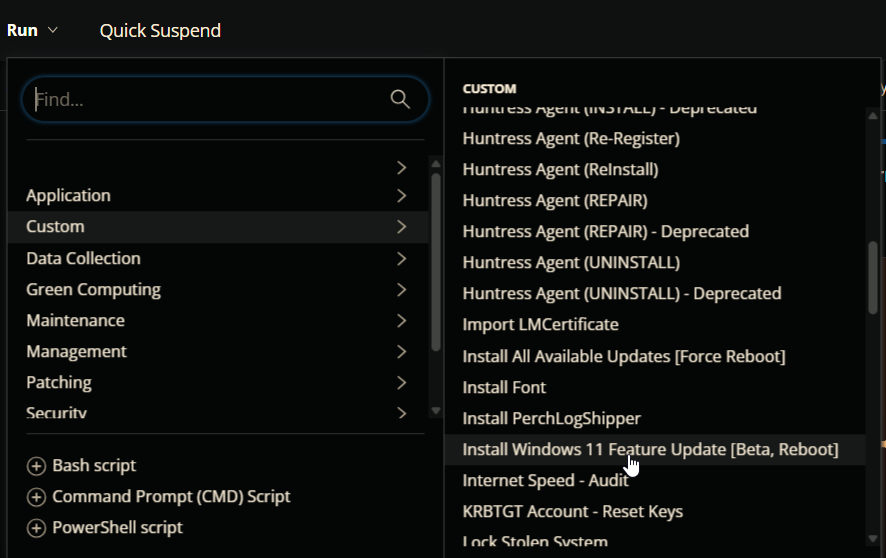 Run
Quick Suspend
Find...
Application
Custom
Data Collection
Green Computing
Maintenance
Management
Patching
Security
Bash script
Command Prompt (CMD) Script
PowerShell script
CUSTOM
Huntress Agent (INSTALL) - Deprecated
Huntress Agent (Re-Register)
Huntress Agent (ReInstall)
Huntress Agent (REPAIR)
Huntress Agent (REPAIR) - Deprecated
Huntress Agent (UNINSTALL)
Huntress Agent (UNINSTALL) - Deprecated
Import LMCertificate
Install All Available Updates [Force Reboot]
Install Font
Install PerchLogShipper
Install Windows 11 Feature Update [Beta, Reboot]
Internet Speed - Audit
KRBTGT Account - Reset Keys
Lock Stolen System